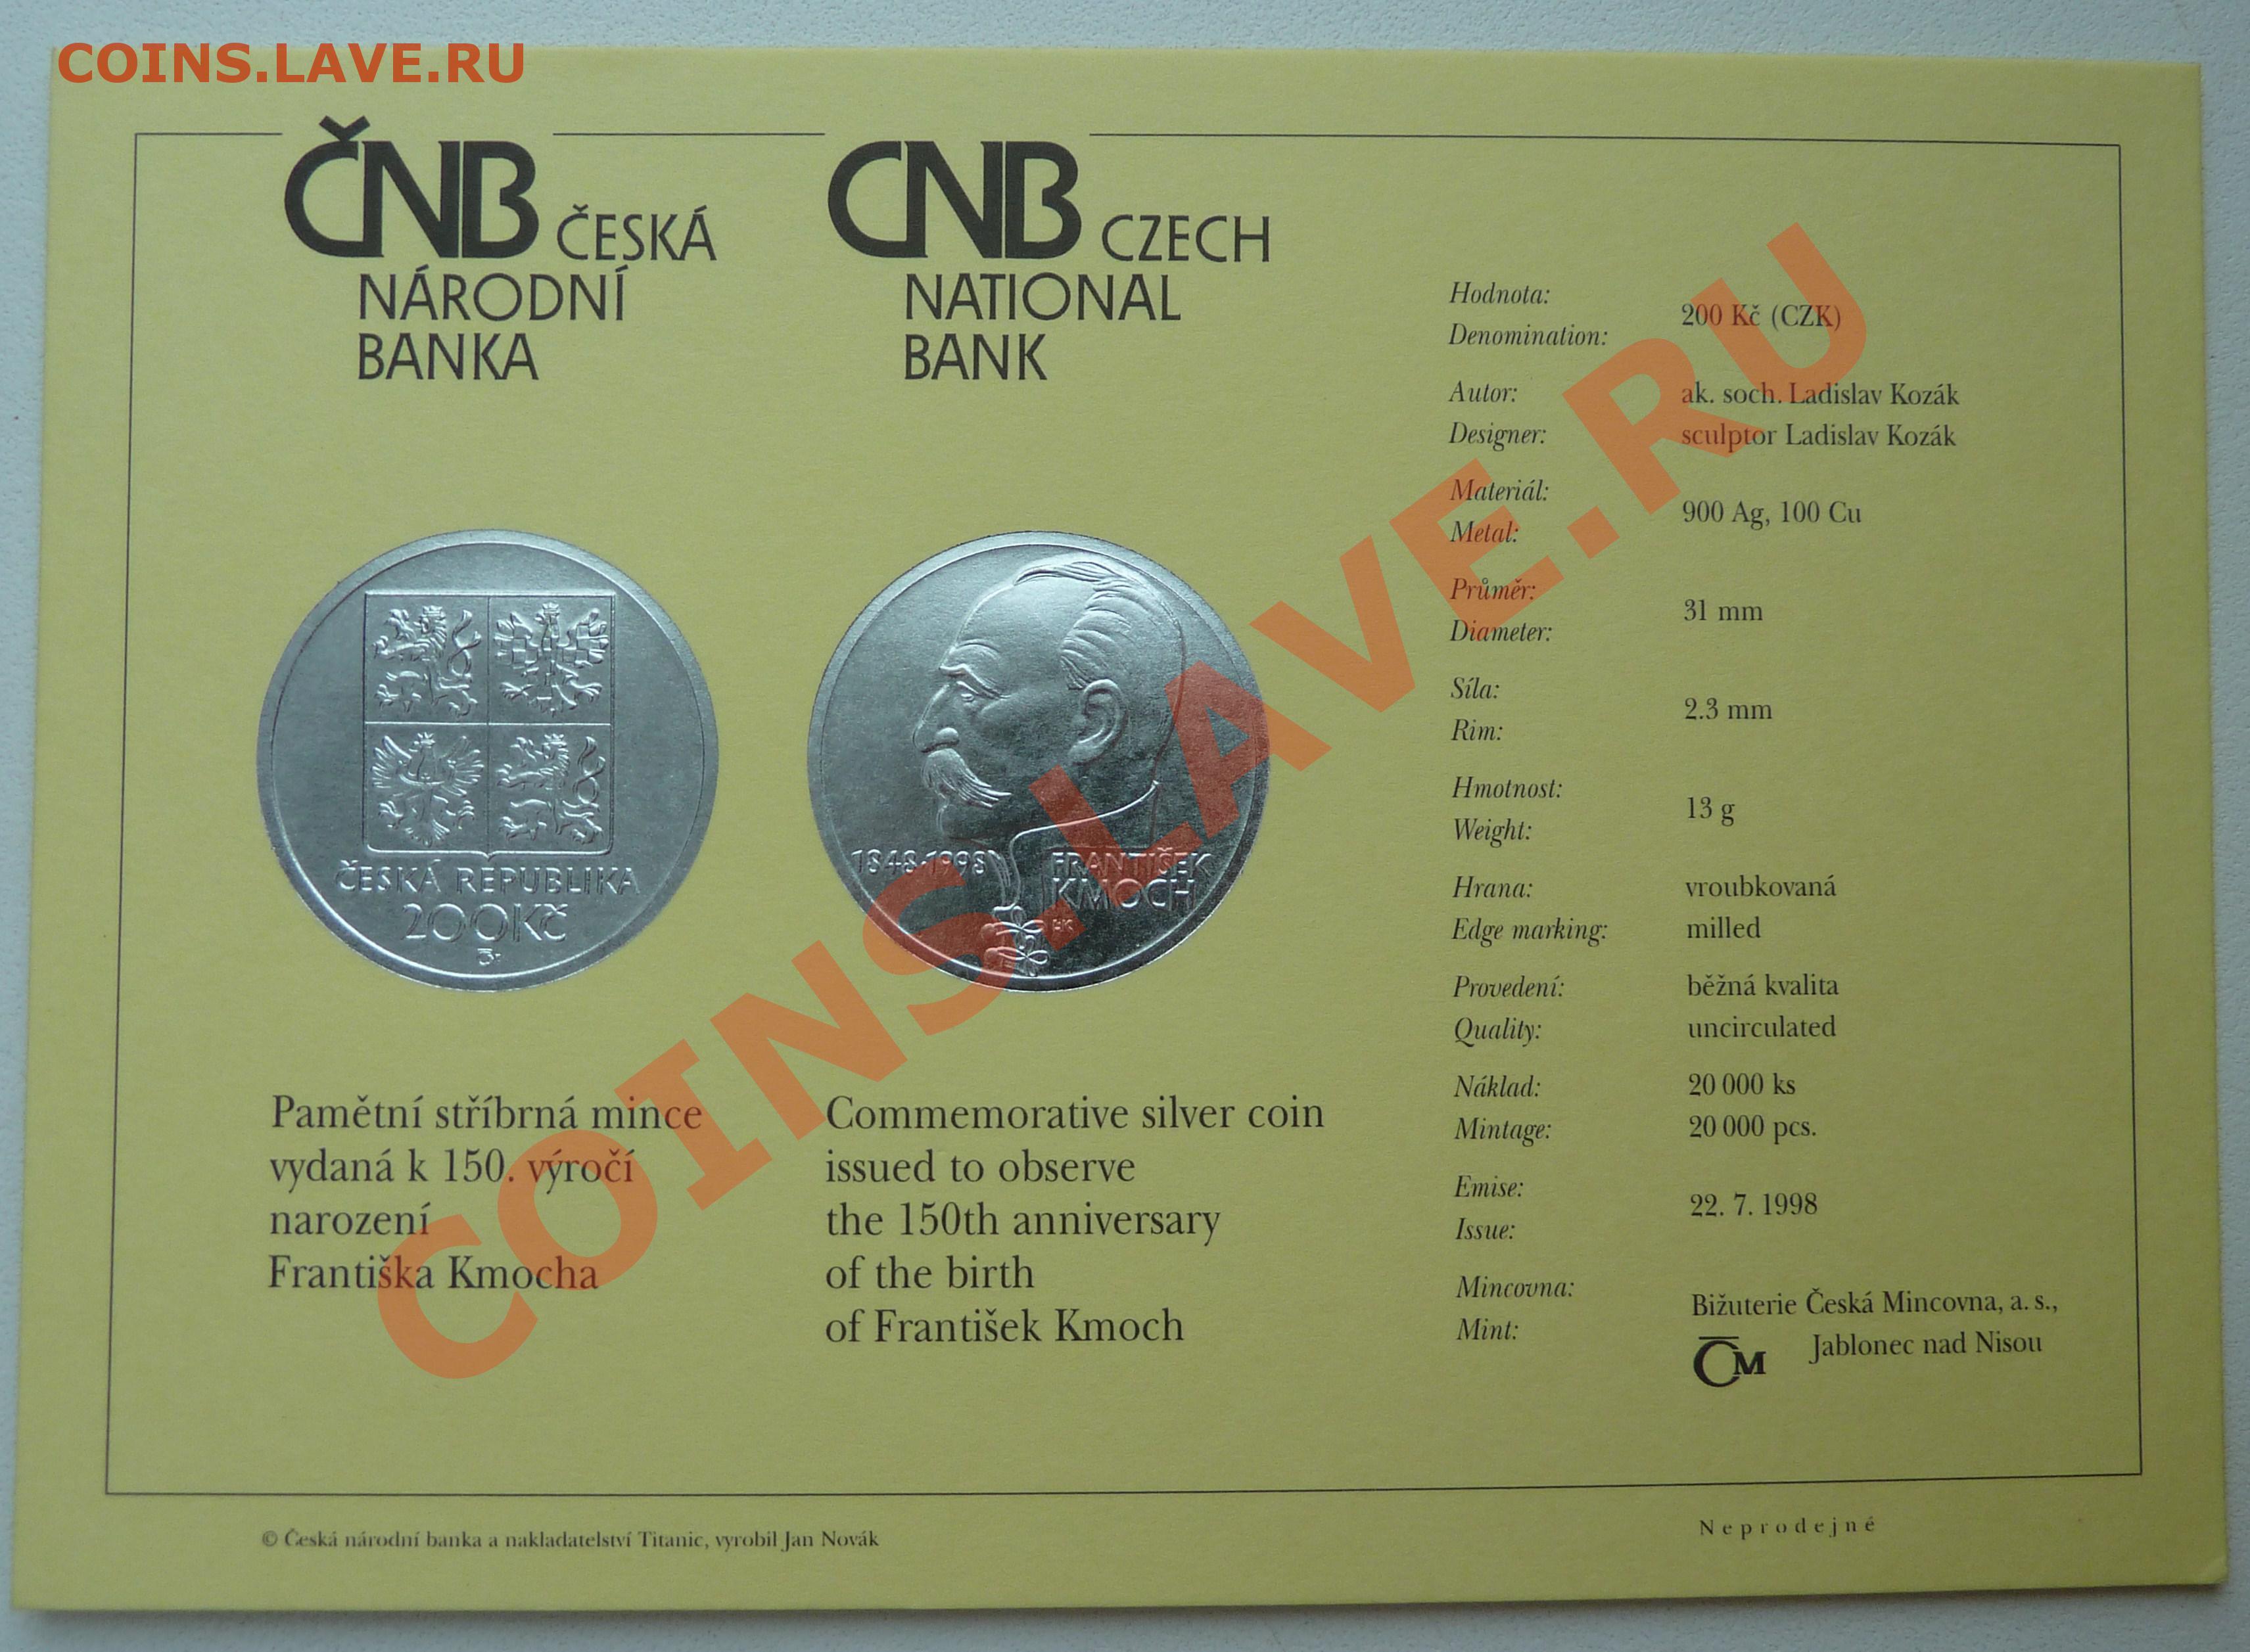 COINS.LAVE.RU
ČNB ČESKÁ
NÁRODNÍ
BANKA
CNB CZECH
NATIONAL
BANK
ČESKÁ REPUBLIKA
200 Kč
1848-1998
FRANTIŠEK
KMOCH
Pamětní stříbrná mince
vydaná k 150. výročí
narození
Františka Kmocha
Commemorative silver coin
issued to observe
the 150th anniversary
of the birth
of František Kmoch
Hodnota:
Denomination:
200 Kč (CZK)
Autor:
ak. soch. Ladislav Kozák
Designer:
sculptor Ladislav Kozák
Materiál:
Metal:
900 Ag, 100 Cu
Průměr:
Diameter:
31 mm
Síla:
Rim:
2.3 mm
Hmotnost:
Weight:
13 g
Hrana:
vroubkovaná
Edge marking:
milled
Provedení:
běžná kvalita
Quality:
uncirculated
Náklad:
20 000 ks
Mintage:
20 000 pcs.
Emise:
Issue:
22. 7. 1998
Mincovna:
Mint:
Bižuterie Česká Mincovna, a. s.,
ČM Jablonec nad Nisou
© Česká národní banka a nakladatelství Titanic, vyrobil Jan Novák
Neprodejné
COINS.LAVE.RU